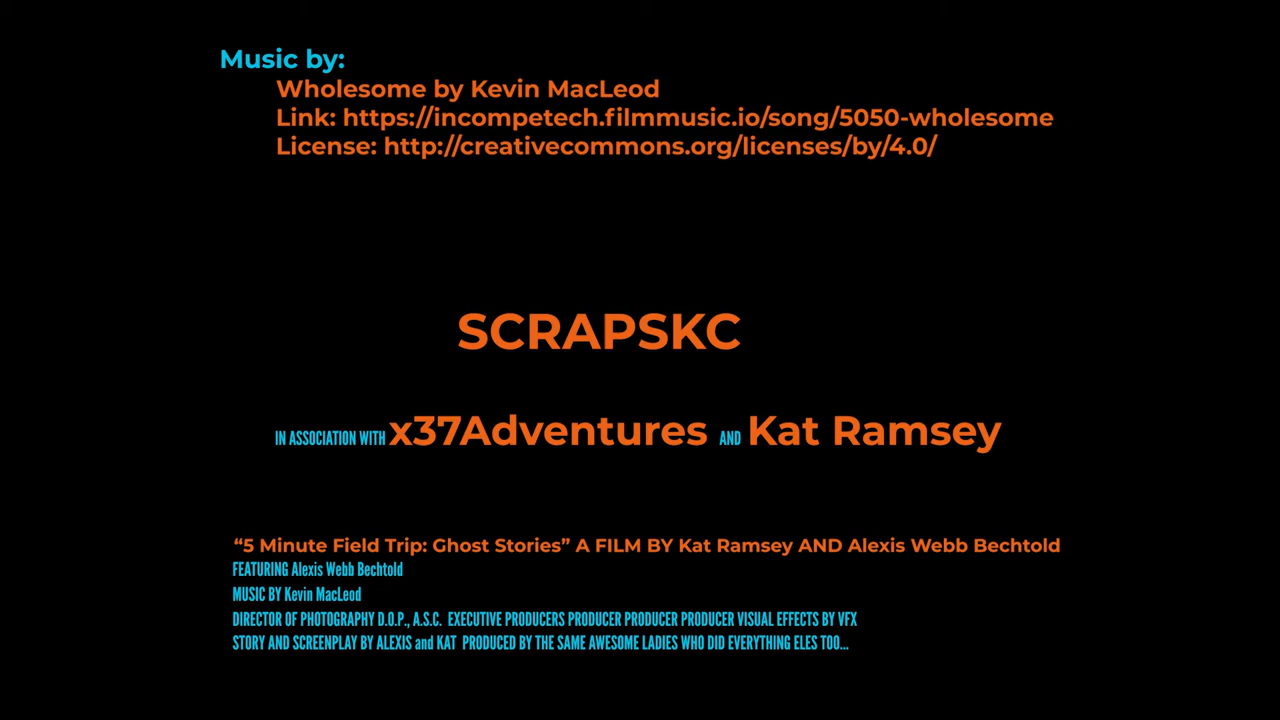 Music by:
Wholesome by Kevin MacLeod
Link: https://incompetech.filmmusic.io/song/5050-wholesome
License: http://creativecommons.org/licenses/by/4.0/
SCRAPSKC
IN ASSOCIATION WITH x37Adventures AND Kat Ramsey
“5 Minute Field Trip: Ghost Stories” A FILM BY Kat Ramsey AND Alexis Webb Bechtold
FEATURING Alexis Webb Bechtold
MUSIC BY Kevin MacLeod
DIRECTOR OF PHOTOGRAPHY D.O.P., A.S.C. EXECUTIVE PRODUCERS PRODUCER PRODUCER PRODUCER VISUAL EFFECTS BY VFX
STORY AND SCREENPLAY BY ALEXIS and KAT PRODUCED BY THE SAME AWESOME LADIES WHO DID EVERYTHING ELES TOO...